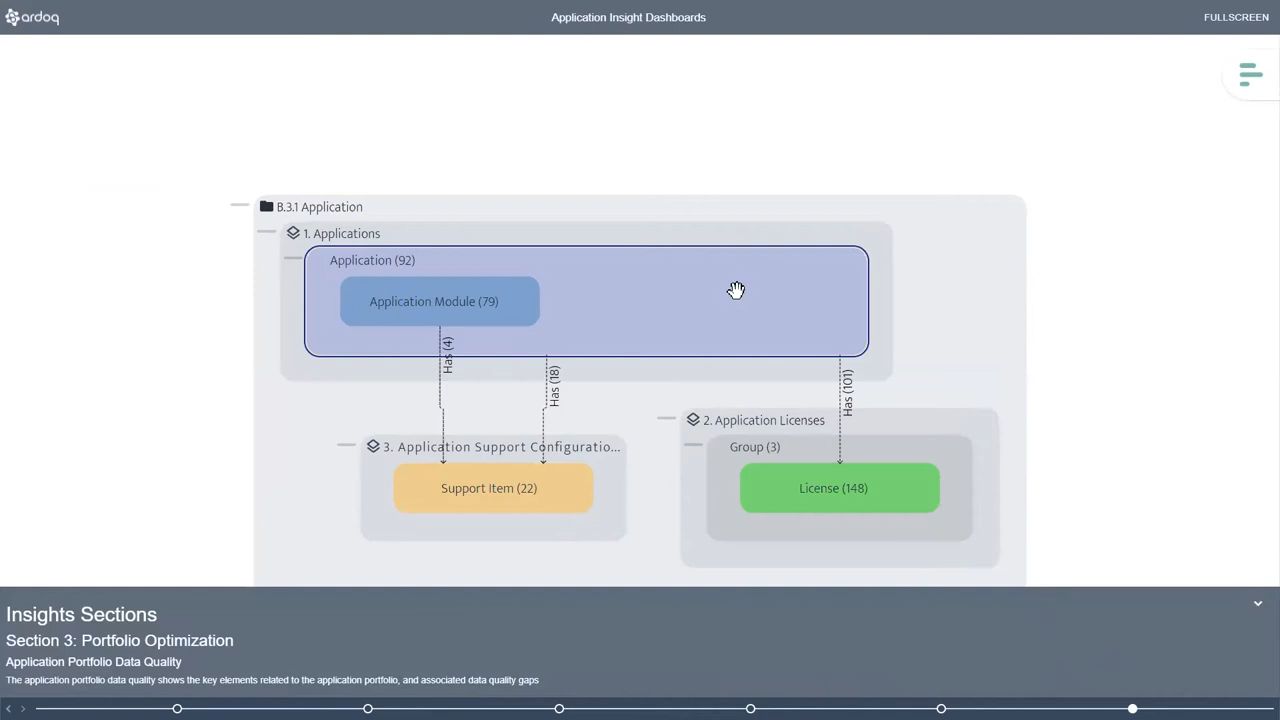 ardoq
Application Insight Dashboards
FULLSCREEN
B.3.1 Application
1. Applications
Application (92)
Application Module (79)
Has (4)
Has (18)
Has (101)
2. Application Licenses
3. Application Support Configuratio...
Group (3)
Support Item (22)
License (148)
Insights Sections
Section 3: Portfolio Optimization
Application Portfolio Data Quality
The application portfolio data quality shows the key elements related to the application portfolio, and associated data quality gaps